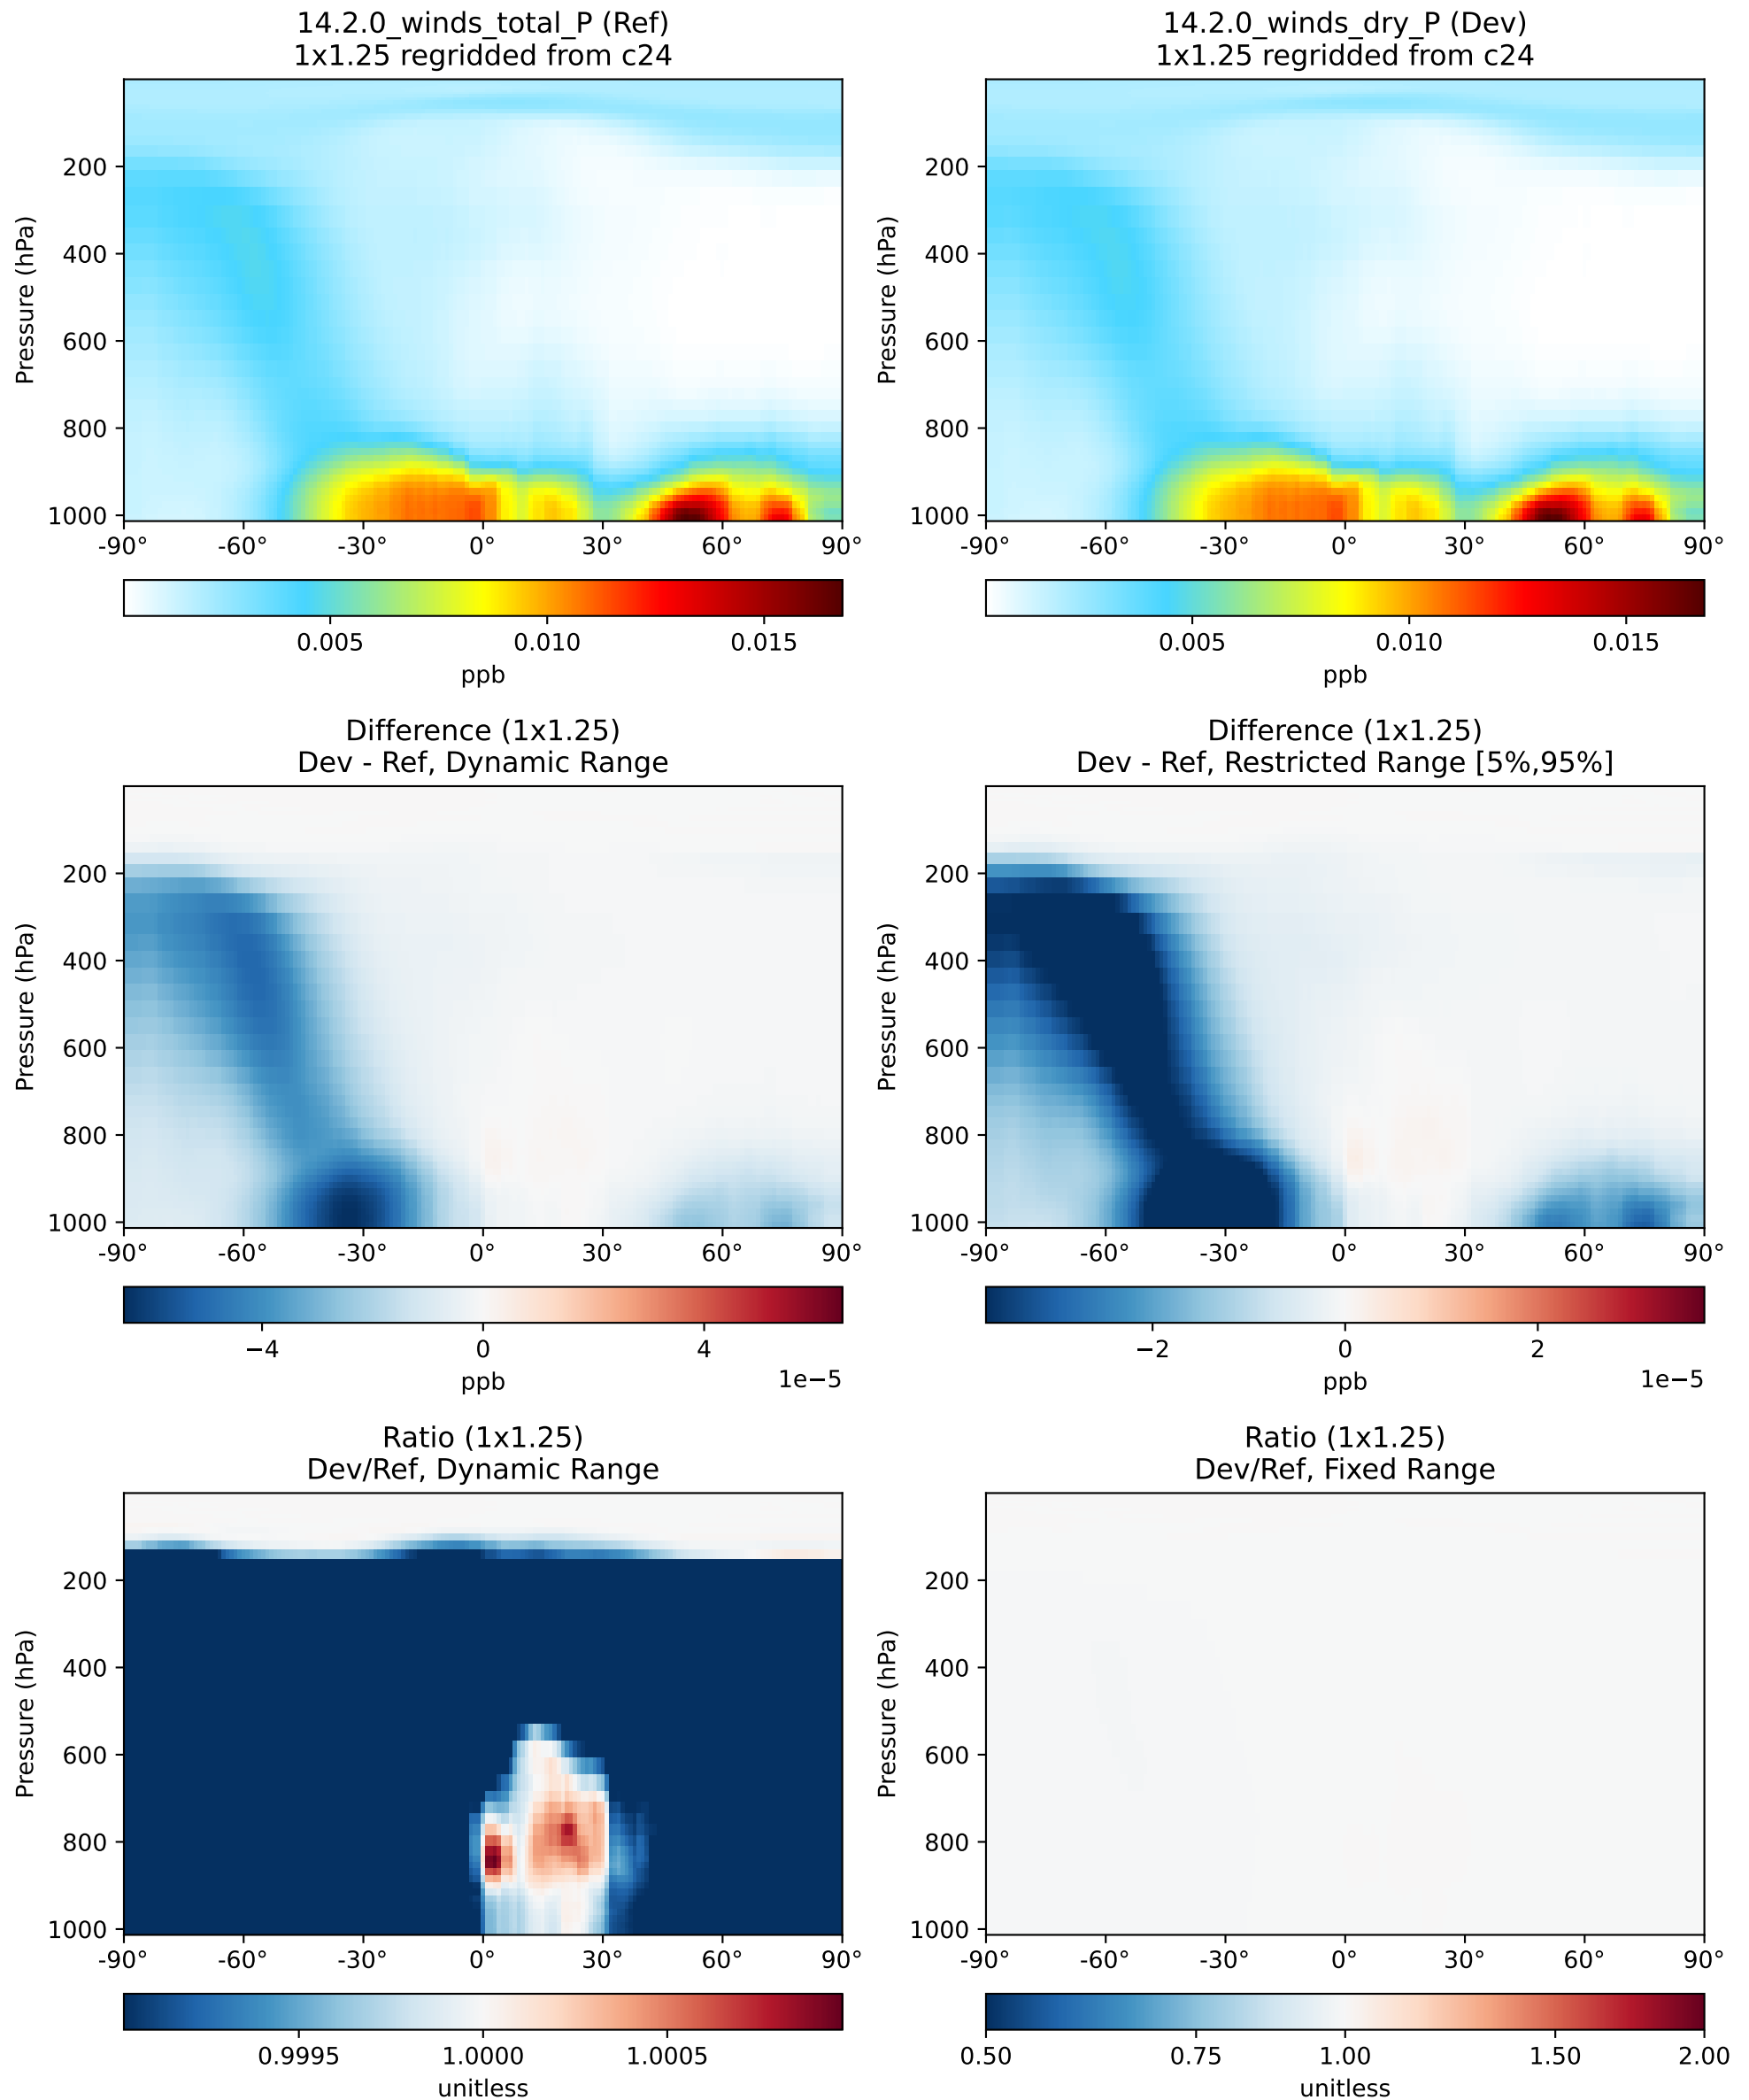 14.2.0_winds_total_P (Ref)
1x1.25 regridded from c24
Pressure (hPa)
200
400
600
800
1000
-90° -60° -30° 0° 30° 60° 90°
0.005 0.010 0.015
ppb
14.2.0_winds_dry_P (Dev)
1x1.25 regridded from c24
Pressure (hPa)
200
400
600
800
1000
-90° -60° -30° 0° 30° 60° 90°
0.005 0.010 0.015
ppb
Difference (1x1.25)
Dev - Ref, Dynamic Range
Pressure (hPa)
200
400
600
800
1000
-90° -60° -30° 0° 30° 60° 90°
−4 0 4
ppb
1e−5
Difference (1x1.25)
Dev - Ref, Restricted Range [5%,95%]
Pressure (hPa)
200
400
600
800
1000
-90° -60° -30° 0° 30° 60° 90°
−2 0 2
ppb
1e−5
Ratio (1x1.25)
Dev/Ref, Dynamic Range
Pressure (hPa)
200
400
600
800
1000
-90° -60° -30° 0° 30° 60° 90°
0.9995 1.0000 1.0005
unitless
Ratio (1x1.25)
Dev/Ref, Fixed Range
Pressure (hPa)
200
400
600
800
1000
-90° -60° -30° 0° 30° 60° 90°
0.50 0.75 1.00 1.50 2.00
unitless